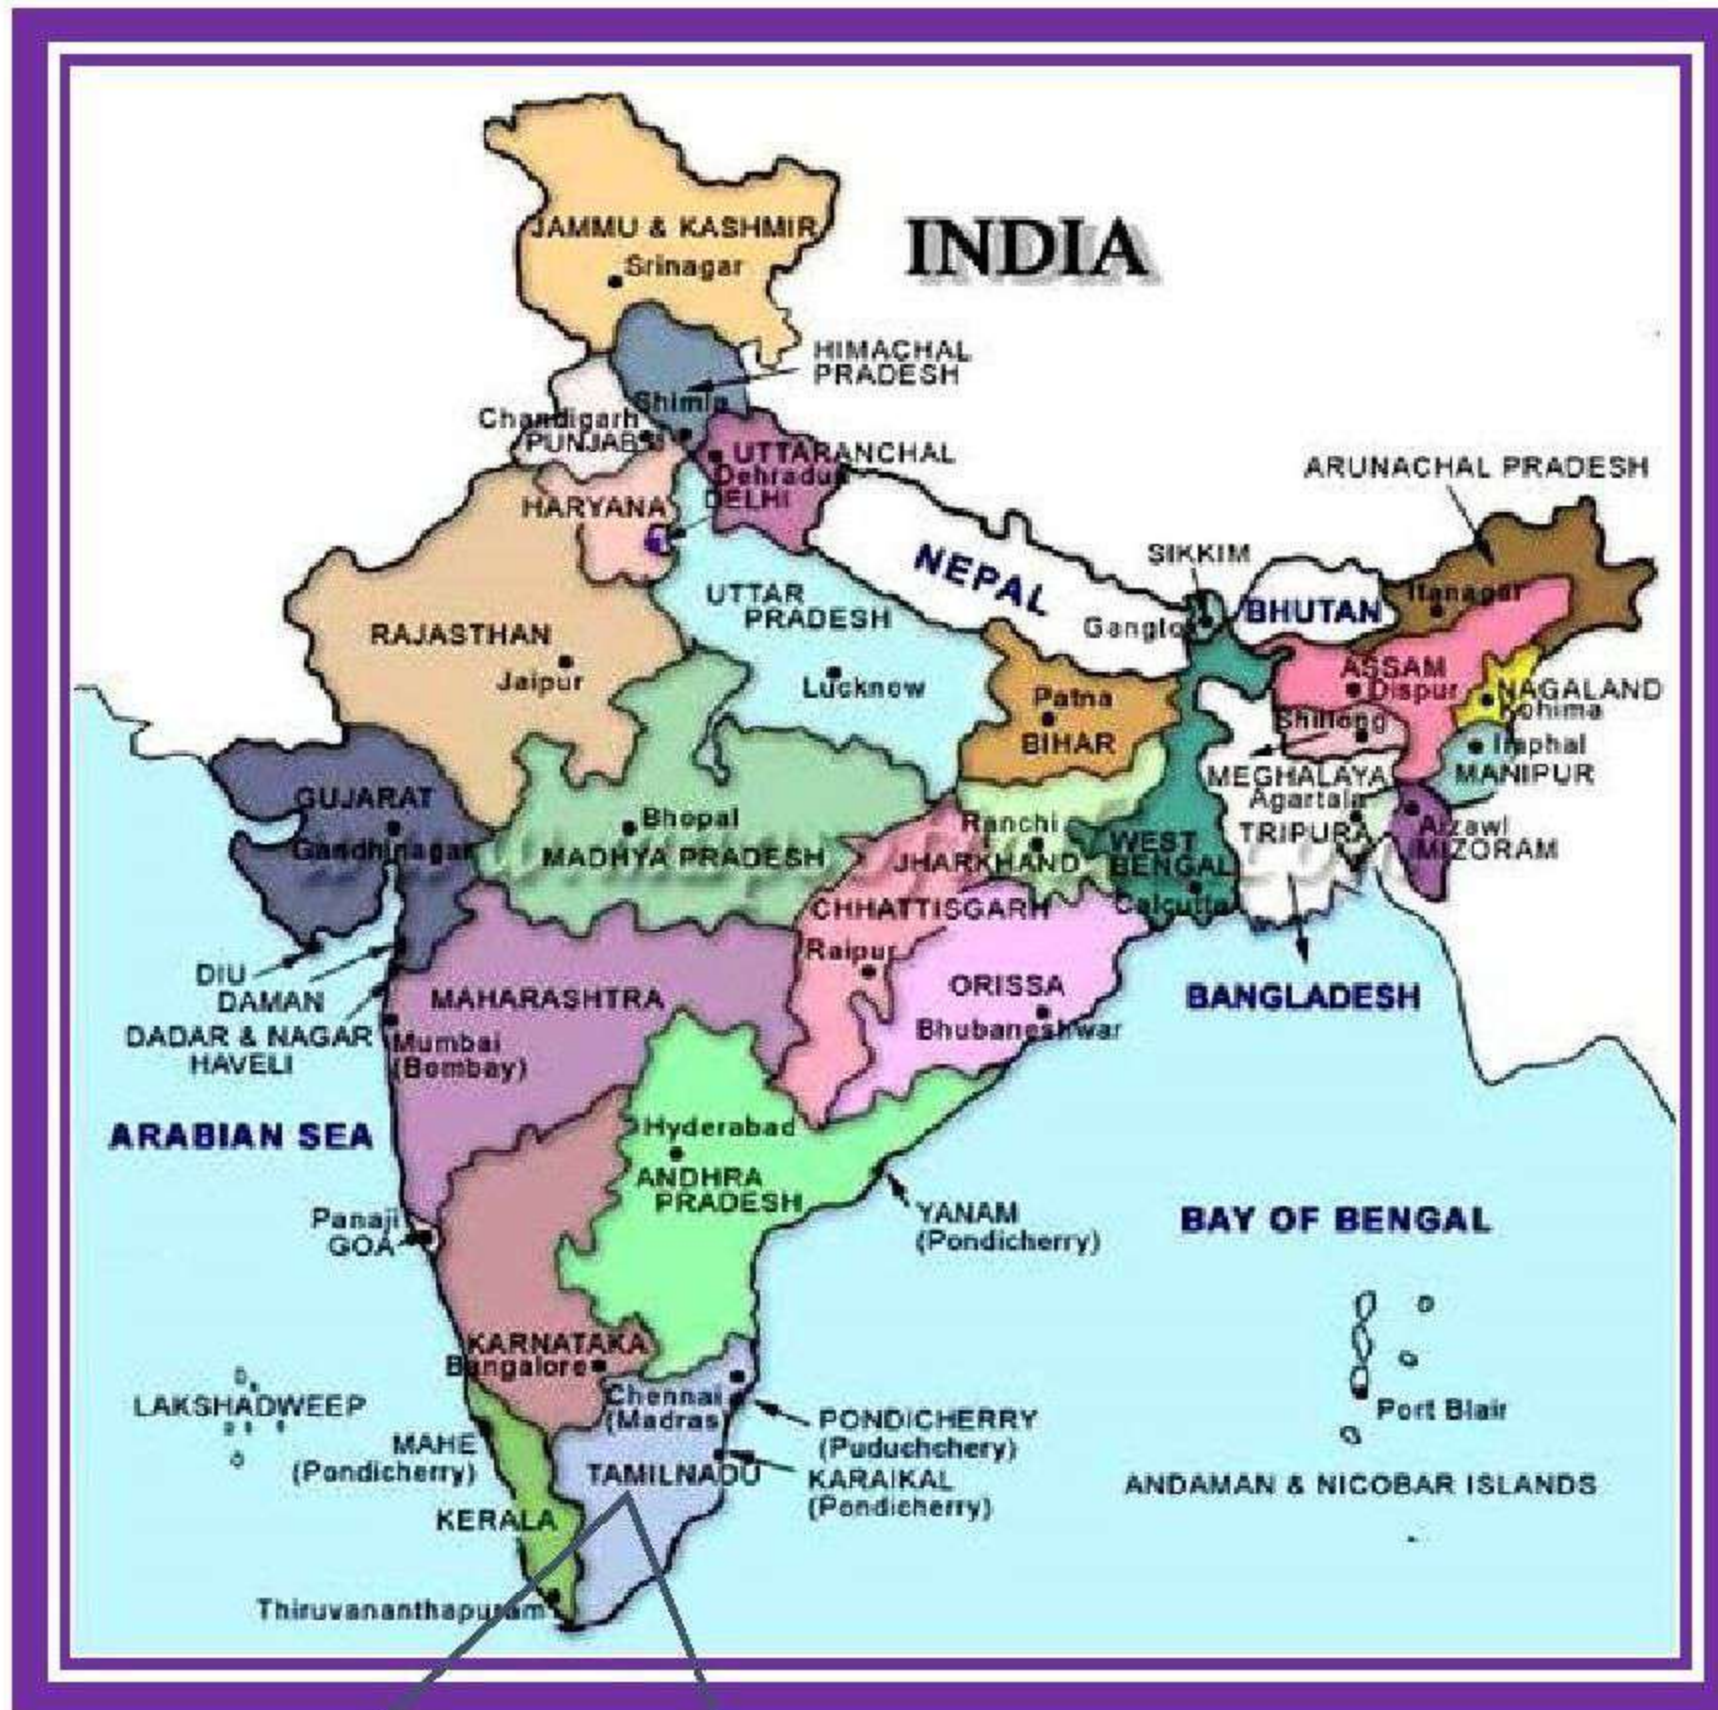 INDIA
JAMMU & KASHMIR
Srinagar
HIMACHAL
PRADESH
Shimla
Chandigarh
PUNJAB
UTTARANCHAL
Dehradun
DELHI
HARYANA
ARUNACHAL PRADESH
SIKKIM
NEPAL
BHUTAN
Itanagar
Ganglo
UTTAR
PRADESH
RAJASTHAN
Jaipur
Lucknow
ASSAM
Dispur
NAGALAND
Kohima
Patna
BIHAR
Shillong
Imphal
MANIPUR
MEGHALAYA
Agartala
TRIPURA
Aizawl
MIZORAM
GUJARAT
Gandhinagar
Bhopal
MADHYA PRADESH
Ranchi
JHARKHAND
WEST
BENGAL
Calcutta
CHHATTISGARH
Raipur
DIU
DAMAN
DADAR & NAGAR
HAVELI
MAHARASHTRA
Mumbai
(Bombay)
ORISSA
Bhubaneshwar
BANGLADESH
ARABIAN SEA
Hyderabad
ANDHRA
PRADESH
YANAM
(Pondicherry)
BAY OF BENGAL
Panaji
GOA
KARNATAKA
Bangalore
LAKSHADWEEP
Chennai
(Madras)
PONDICHERRY
(Puduchchery)
Port Blair
MAHE
(Pondicherry)
TAMILNADU
KARAIKAL
(Pondicherry)
ANDAMAN & NICOBAR ISLANDS
KERALA
Thiruvananthapuram